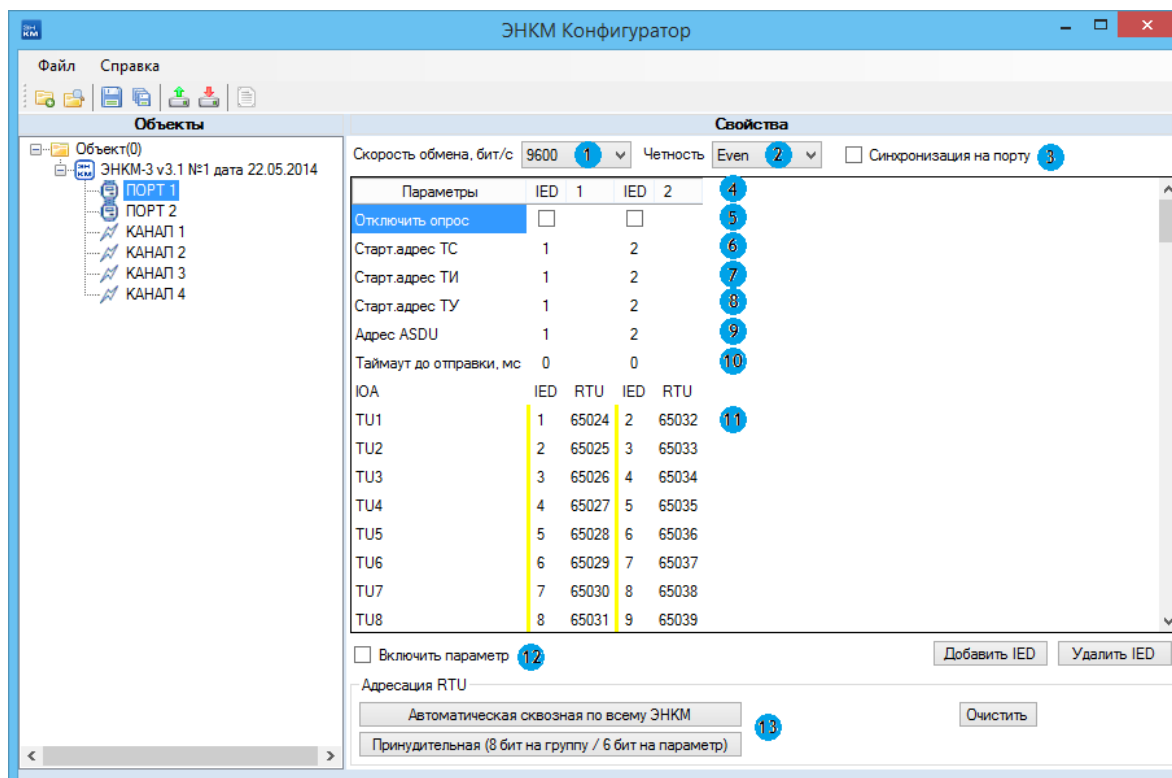 ЭНКМ Конфигуратор
Файл Справка
Объекты
Свойства
Объект(0)
ЭНКМ-3 v3.1 №1 дата 22.05.2014
ПОРТ 1
ПОРТ 2
КАНАЛ 1
КАНАЛ 2
КАНАЛ 3
КАНАЛ 4
Скорость обмена, бит/с 9600 1 Четность Even 2 Синхронизация на порту 3
Параметры IED 1 IED 2 4
Отключить опрос 5
Старт.адрес ТС 1 2 6
Старт.адрес ТИ 1 2 7
Старт.адрес ТУ 1 2 8
Адрес ASDU 1 2 9
Таймаут до отправки, мс 0 0 10
IOA IED RTU IED RTU
TU1 1 65024 2 65032 11
TU2 2 65025 3 65033
TU3 3 65026 4 65034
TU4 4 65027 5 65035
TU5 5 65028 6 65036
TU6 6 65029 7 65037
TU7 7 65030 8 65038
TU8 8 65031 9 65039
Включить параметр 12 Добавить IED Удалить IED
Адресация RTU
Автоматическая сквозная по всему ЭНКМ 13 Очистить
Принудительная (8 бит на группу / 6 бит на параметр)